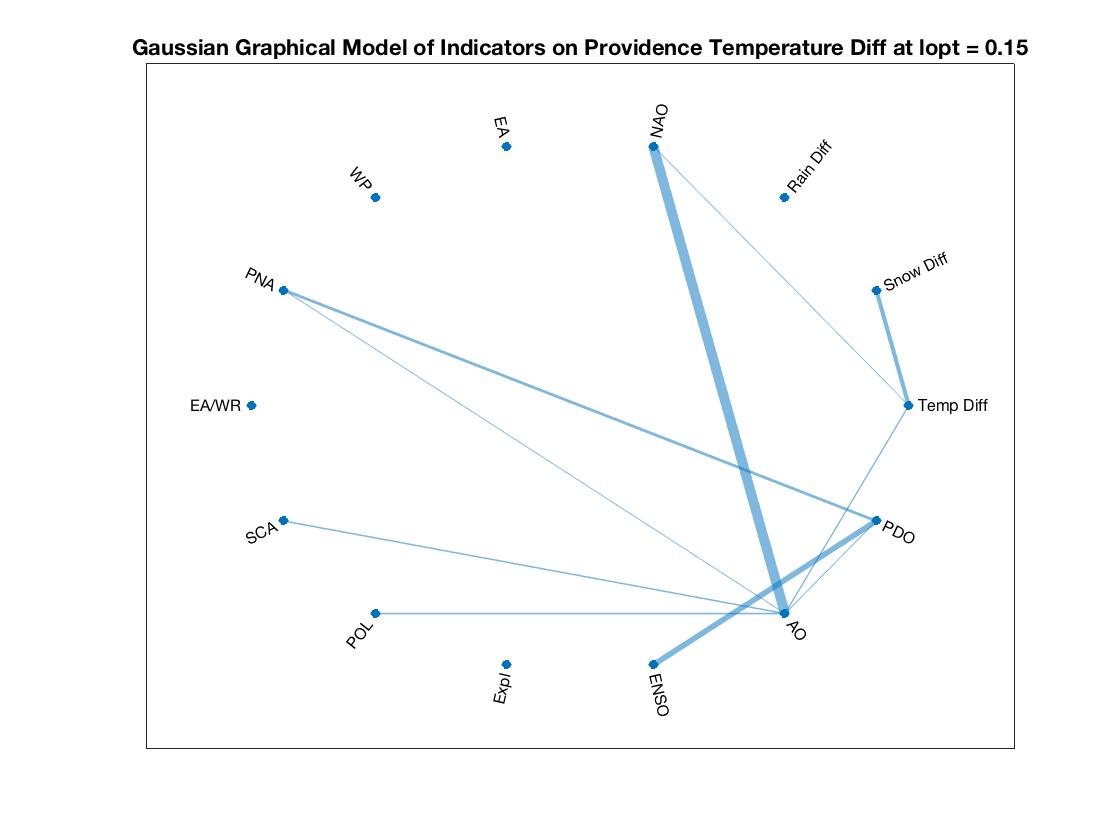 Gaussian Graphical Model of Indicators on Providence Temperature Diff at lopt = 0.15
NAO
EA
Rain Diff
WP
Snow Diff
PNA
EA/WR
Temp Diff
SCA
PDO
POL
AO
Expl
ENSO